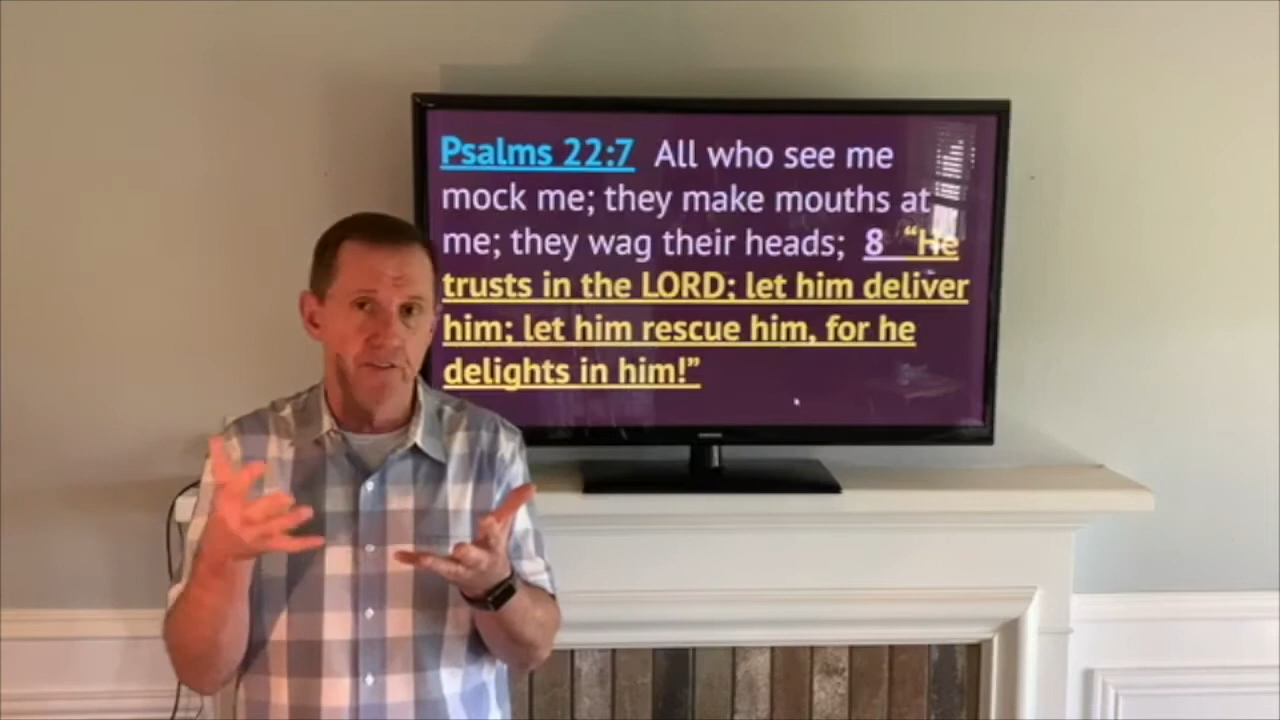 Psalms 22:7 All who see me
mock me; they make mouths at
me; they wag their heads; 8 “He
trusts in the LORD; let him deliver
him; let him rescue him, for he
delights in him!”